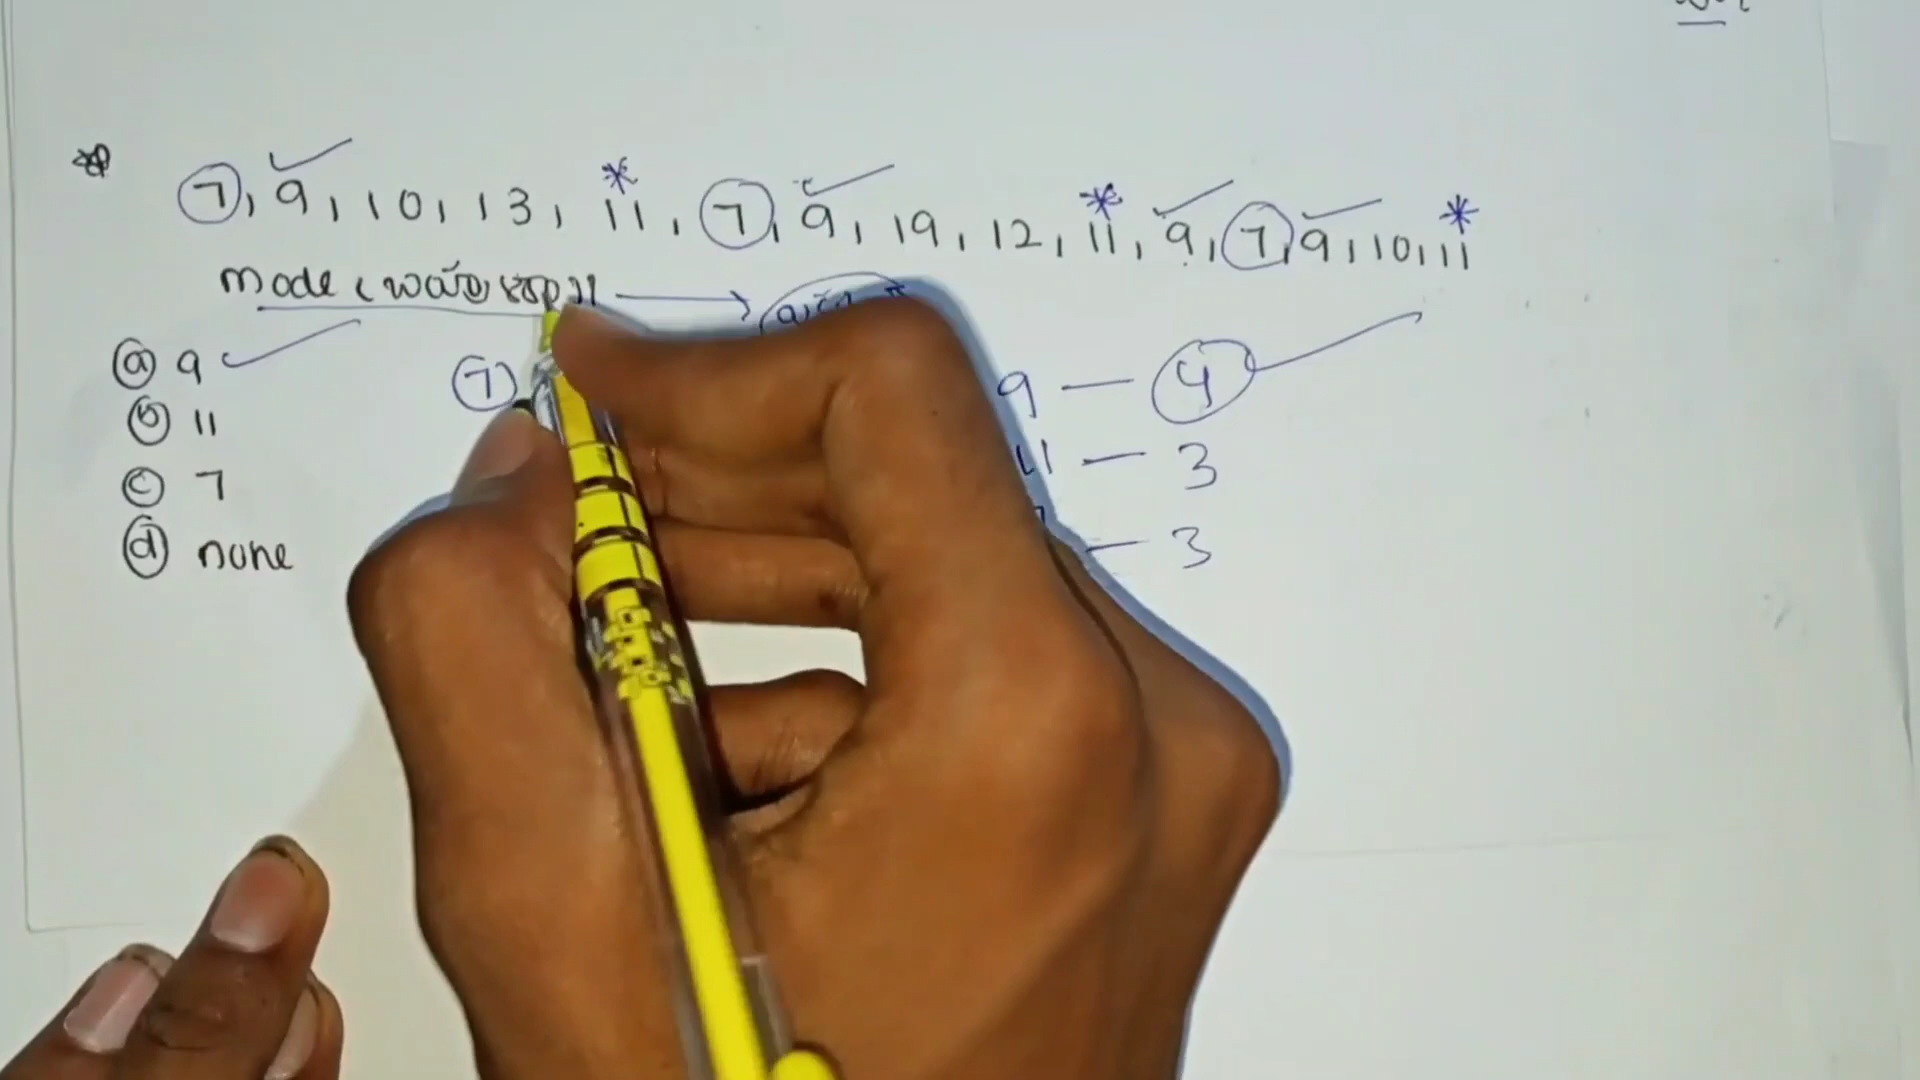 7, 9, 10, 13, 11, 7, 9, 19, 12, 11, 9, 7, 9, 10, 11
mode (
a 9
b 11
c 7
d none
7
9 — 4
11 — 3
— 3